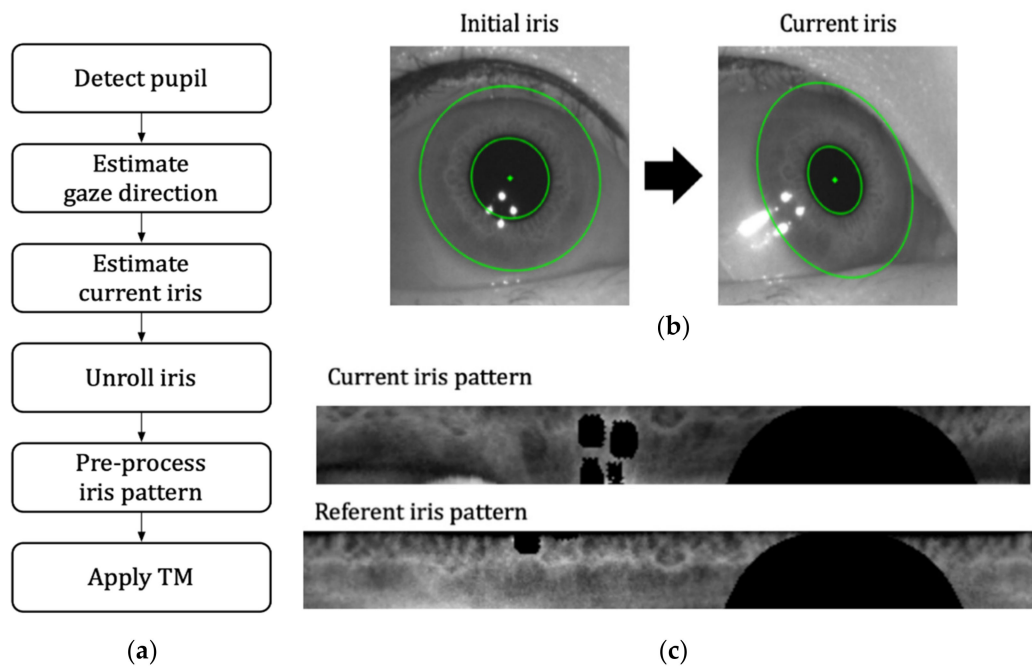 Detect pupil
Estimate
gaze direction
Estimate
current iris
Unroll iris
Pre-process
iris pattern
Apply TM
(a)
Initial iris
Current iris
(b)
Current iris pattern
Referent iris pattern
(c)